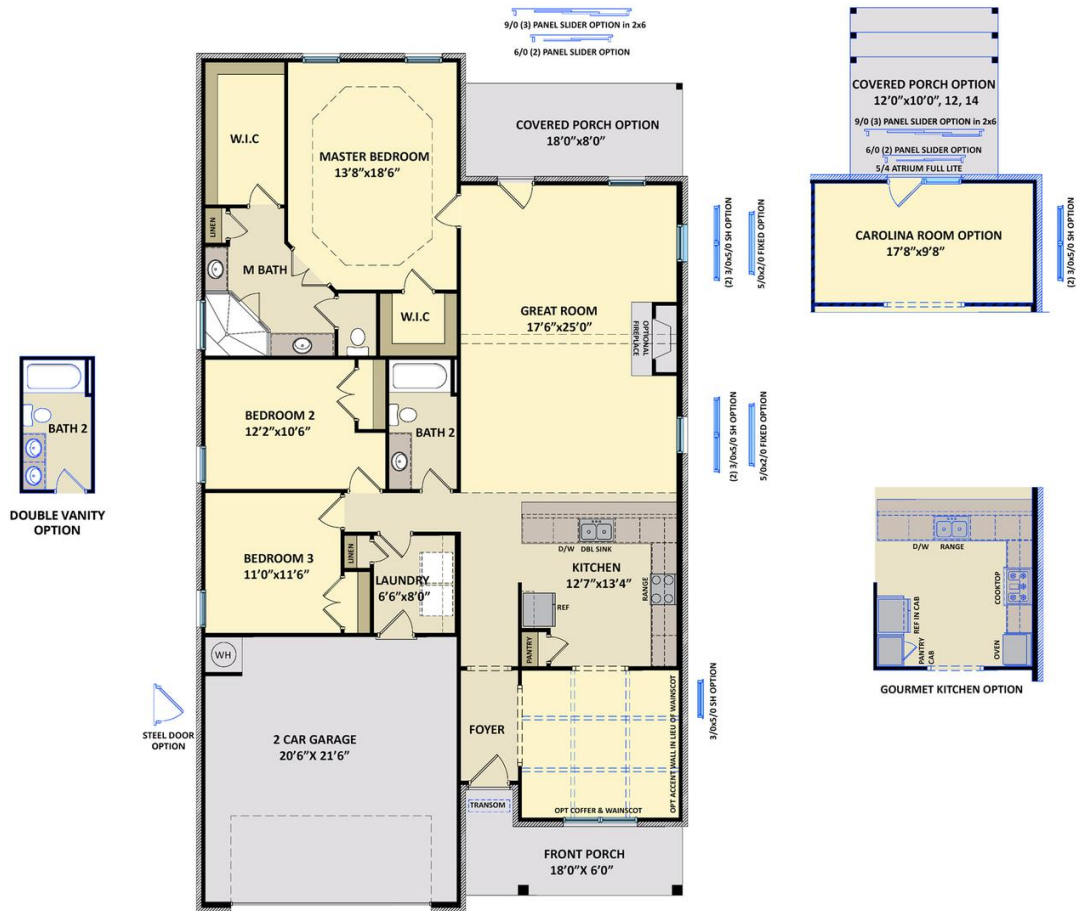 9/0 (3) PANEL SLIDER OPTION in 2x6
6/0 (2) PANEL SLIDER OPTION
COVERED PORCH OPTION
18'0"x8'0"
W.I.C
MASTER BEDROOM
13'8"x18'6"
LINEN
M BATH
W.I.C
GREAT ROOM
17'6"x25'0"
OPTIONAL
FIREPLACE
(2) 3/0x5/0 SH OPTION
5/0x2/0 FIXED OPTION
COVERED PORCH OPTION
12'0"x10'0", 12, 14
9/0 (3) PANEL SLIDER OPTION in 2x6
6/0 (2) PANEL SLIDER OPTION
5/4 ATRIUM FULL LITE
CAROLINA ROOM OPTION
17'8"x9'8"
(2) 3/0x5/0 SH OPTION
BATH 2
DOUBLE VANITY
OPTION
BEDROOM 2
12'2"x10'6"
BATH 2
(2) 3/0x5/0 SH OPTION
5/0x2/0 FIXED OPTION
BEDROOM 3
11'0"x11'6"
LINEN
LAUNDRY
6'6"x8'0"
D/W DBL SINK
KITCHEN
12'7"x13'4"
RANGE
REF
PANTRY
D/W RANGE
COOKTOP
REF IN CAB
PANTRY
CAB
OVEN
GOURMET KITCHEN OPTION
WH
STEEL DOOR
OPTION
2 CAR GARAGE
20'6"X 21'6"
FOYER
TRANSOM
OPT COFFER & WAINSCOT
OPT ACCENT WALL IN LIEU OF WAINSCOT
3/0x5/0 SH OPTION
FRONT PORCH
18'0"X 6'0"